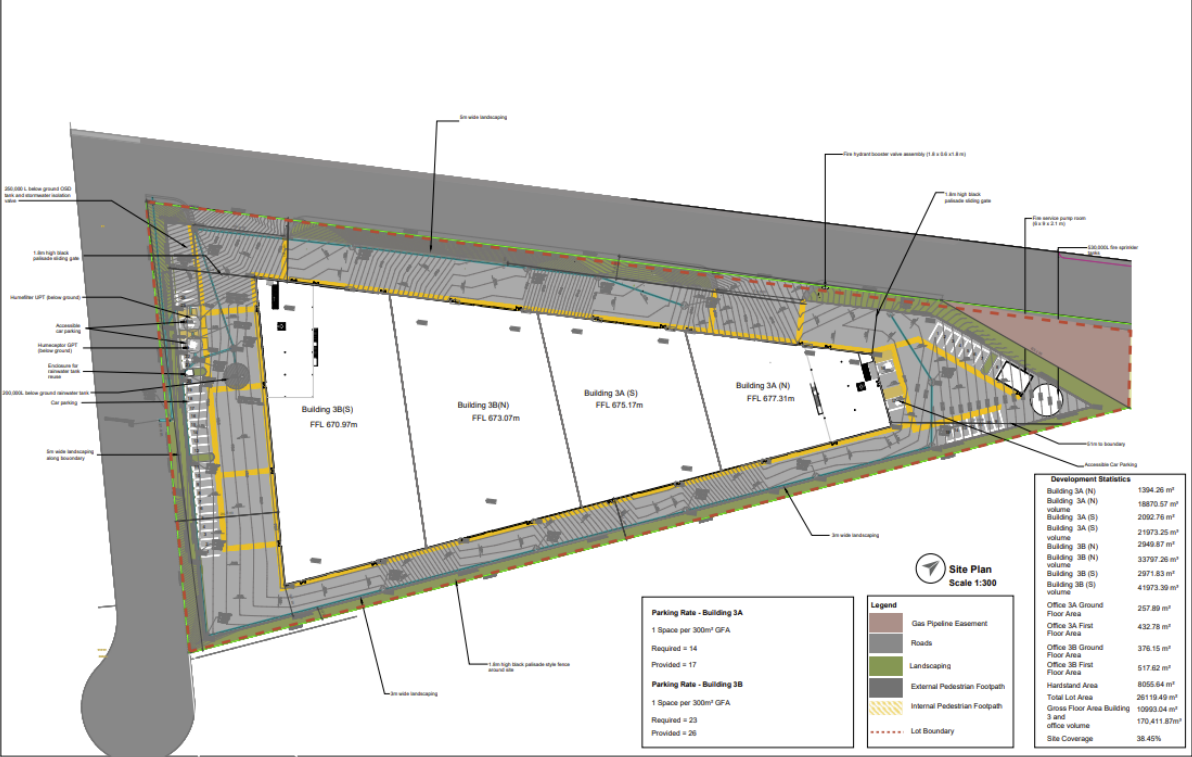 5m wide landscaping
Fire hydrant booster valve assembly (1.8 x 0.6 x1.8 m)
1.8m high black
palisade sliding gate
Fire service pump room
(6 x 9 x 2.1 m)
530,000L fire sprinkler
tanks
250,000 L below ground OSD
tank and stormwater isolation
valve
1.8m high black
palisade sliding gate
Humefilter UPT (below ground)
Accessible
car parking
Humeceptor GPT
(below ground)
Enclosure for
rainwater tank
reuse
200,000L below ground rainwater tank
Car parking
5m wide landscaping
along boundary
Building 3B(S)
FFL 670.97m
Building 3B(N)
FFL 673.07m
Building 3A (S)
FFL 675.17m
Building 3A (N)
FFL 677.31m
51m to boundary
Accessible Car Parking
3m wide landscaping
1.8m high black palisade style fence
around site
3m wide landscaping
Site Plan
Scale 1:300
Parking Rate - Building 3A
1 Space per 300m² GFA
Required = 14
Provided = 17
Parking Rate - Building 3B
1 Space per 300m² GFA
Required = 23
Provided = 26
Legend
Gas Pipeline Easement
Roads
Landscaping
External Pedestrian Footpath
Internal Pedestrian Footpath
Lot Boundary
Development Statistics
Building 3A (N) 1394.26 m²
Building 3A (N) 18870.57 m³
volume
Building 3A (S) 2092.76 m²
Building 3A (S) 21973.25 m³
volume
Building 3B (N) 2949.87 m²
Building 3B (N) 33797.26 m³
volume
Building 3B (S) 2971.83 m²
Building 3B (S) 41973.39 m³
volume
Office 3A Ground 257.89 m²
Floor Area
Office 3A First 432.78 m²
Floor Area
Office 3B Ground 376.15 m²
Floor Area
Office 3B First 517.62 m²
Floor Area
Hardstand Area 8055.64 m²
Total Lot Area 26119.49 m²
Gross Floor Area Building 10993.04 m²
3 and
office volume 170,411.87m³
Site Coverage 38.45%